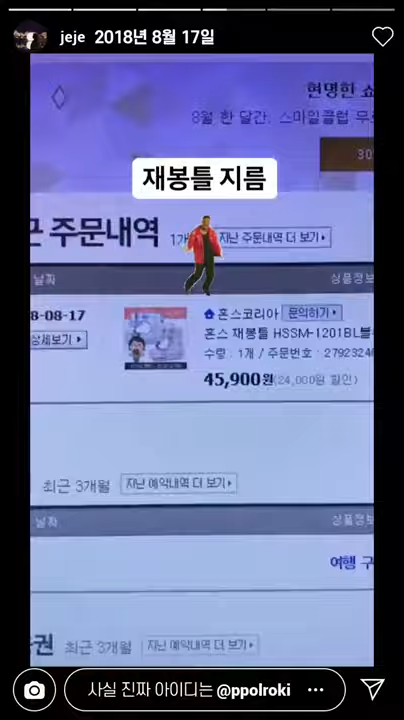 jeje 2018년 8월 17일
현명한 쇼
8월 한 달간, 스마일클럽 무료
30
재봉틀 지름
근 주문내역 1개 지난 주문내역 더 보기
날짜 상품정보
8-08-17
상세보기
혼스코리아 문의하기
혼스 재봉틀 HSSM-1201BL블
수량 : 1개 / 주문번호 : 27923246
45,900원(24,000원 할인)
최근 3개월 지난 예약내역 더 보기
날짜 상품정보
여행 구
권 최근 3개월 지난 예약내역 더 보기
사실 진짜 아이디는 @ppolroki